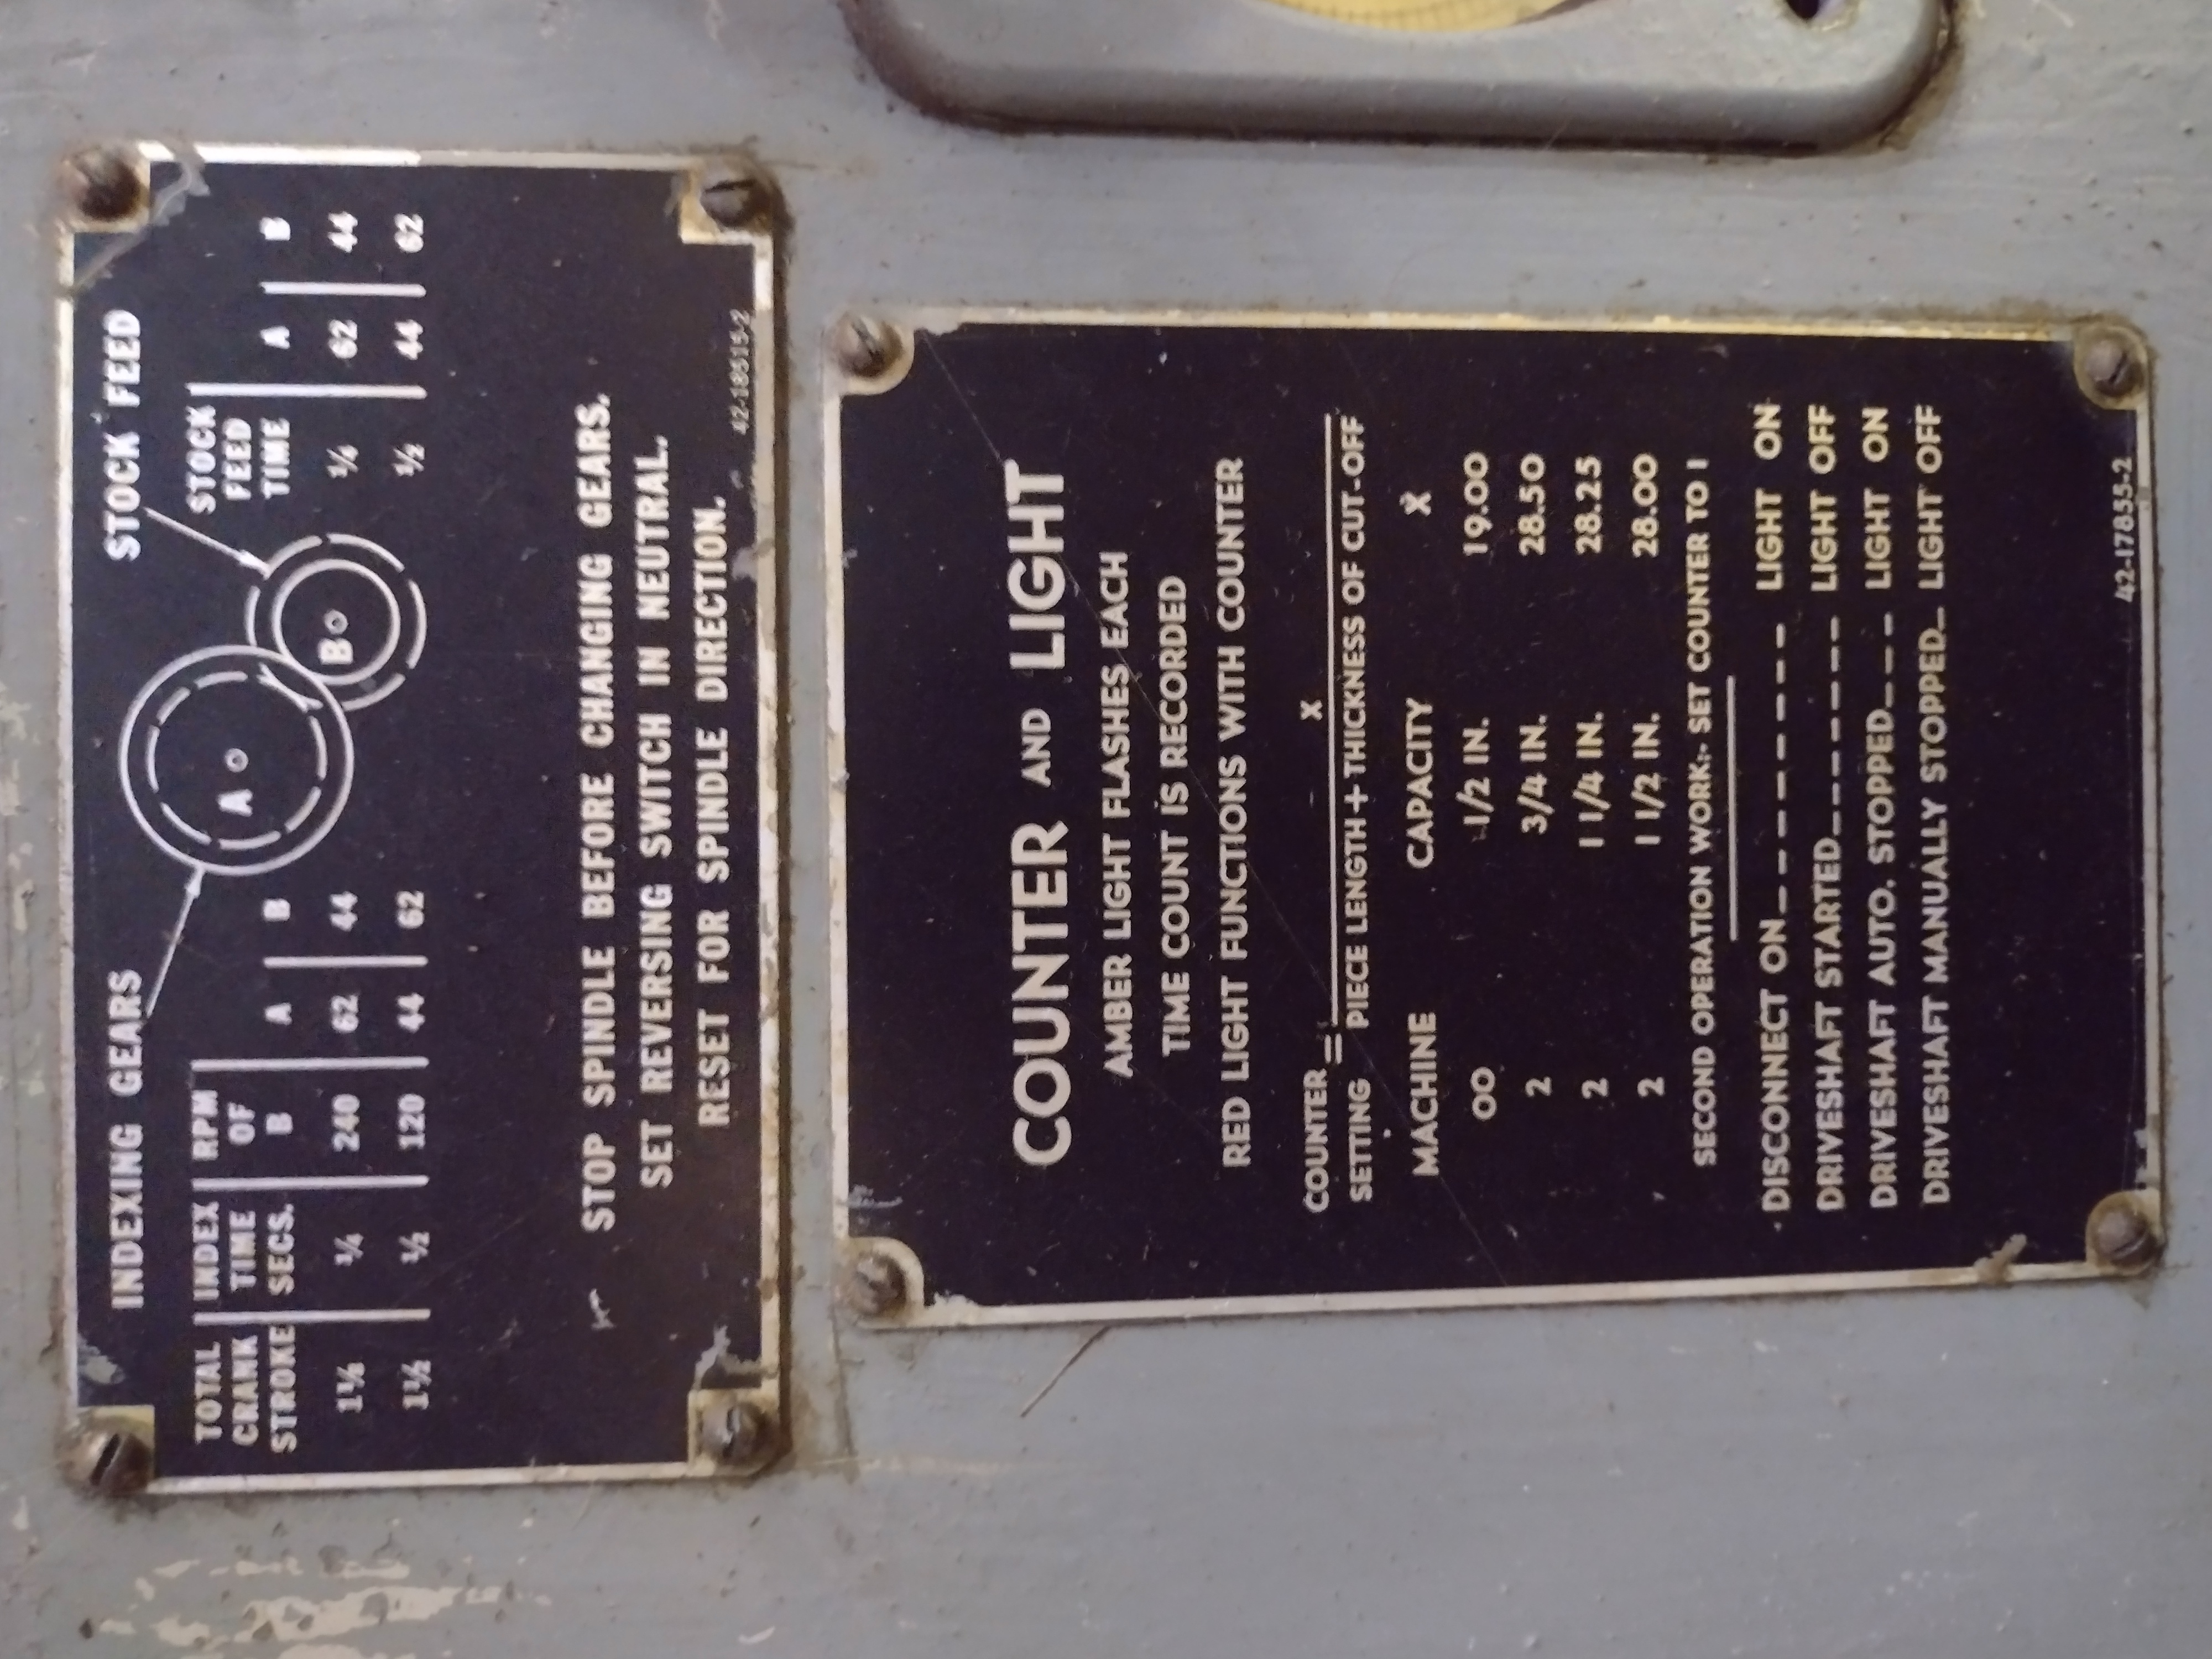 INDEXING GEARS STOCK FEED
TOTAL CRANK STROKE INDEX TIME SECS. RPM OF B A B
1½ ¼ 240 62 44
1½ ½ 120 44 62
A B
STOCK FEED TIME A B
¼ 62 44
½ 44 62
STOP SPINDLE BEFORE CHANGING GEARS.
SET REVERSING SWITCH IN NEUTRAL.
RESET FOR SPINDLE DIRECTION.
42-18515-2
COUNTER AND LIGHT
AMBER LIGHT FLASHES EACH
TIME COUNT IS RECORDED
RED LIGHT FUNCTIONS WITH COUNTER
COUNTER SETTING = X
PIECE LENGTH + THICKNESS OF CUT-OFF
MACHINE CAPACITY X
00 1/2 IN. 19.00
2 3/4 IN. 28.50
2 1 1/4 IN. 28.25
2 1 1/2 IN. 28.00
SECOND OPERATION WORK:- SET COUNTER TO 1
DISCONNECT ON_ _ _ _ _ _ _ _ _ LIGHT ON
DRIVESHAFT STARTED_ _ _ _ _ _ _ LIGHT OFF
DRIVESHAFT AUTO. STOPPED_ _ _ LIGHT ON
DRIVESHAFT MANUALLY STOPPED_ LIGHT OFF
42-17855-2